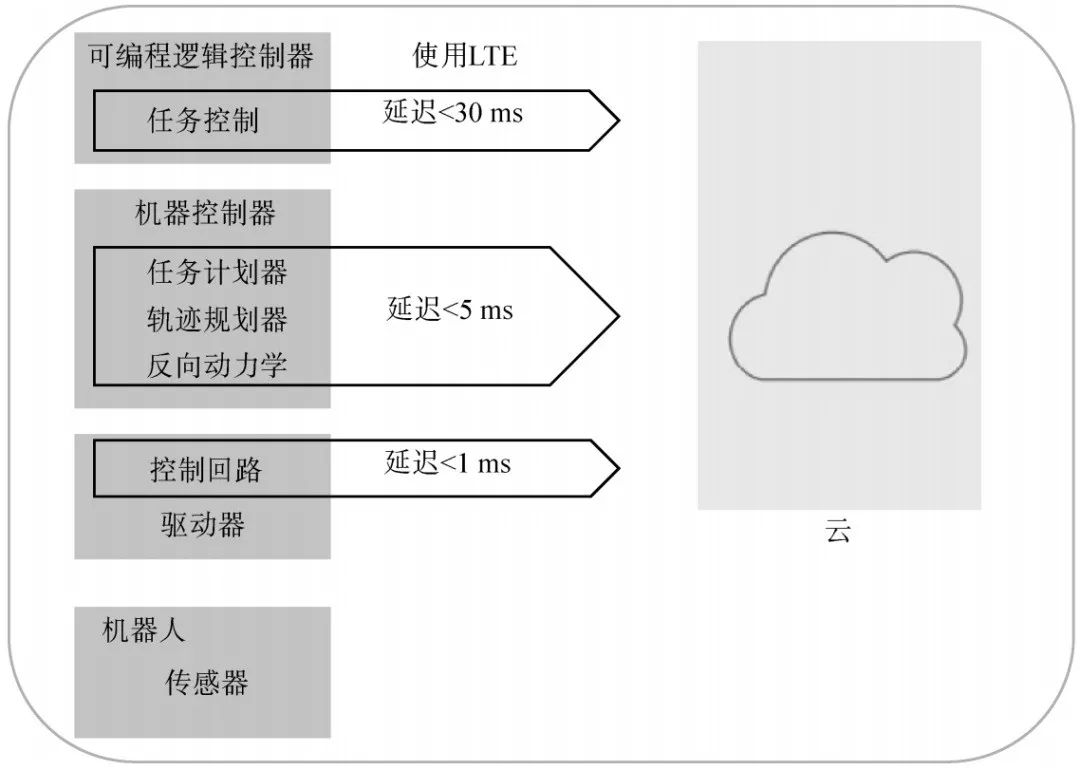 可编程逻辑控制器
使用LTE
任务控制
延迟<30 ms
机器控制器
任务计划器
轨迹规划器
反向动力学
延迟<5 ms
控制回路
延迟<1 ms
驱动器
云
机器人
传感器